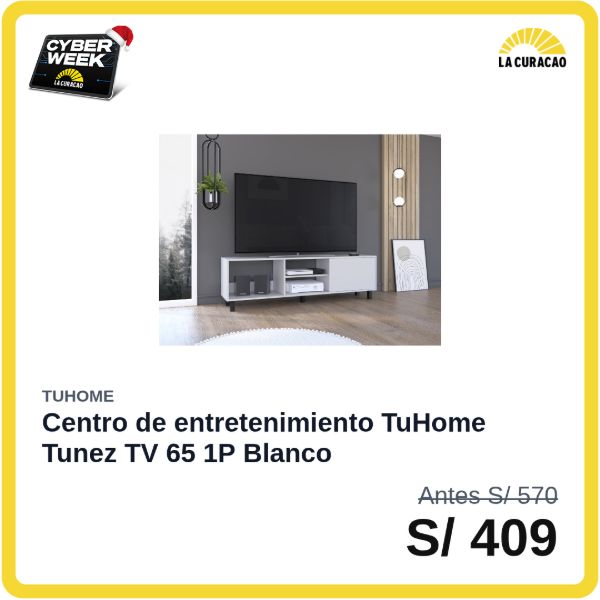 CYBER
WEEK
LA CURACAO
LA CURACAO
TUHOME
Centro de entretenimiento TuHome
Tunez TV 65 1P Blanco
Antes S/ 570
S/ 409